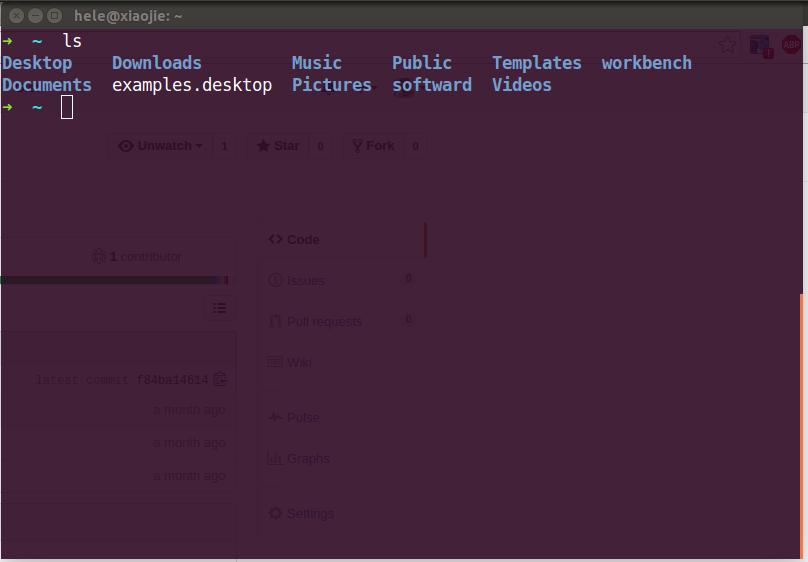 hele@xiaojie: ~
➜ ~ ls
Desktop Downloads Music Public Templates workbench
Documents examples.desktop Pictures softward Videos
➜ ~
ABP
Unwatch 1 Star 0 Fork 0
Code
1 contributor
Issues 0
Pull requests 0
Wiki
latest commit f84ba14614
a month ago
Pulse
a month ago
Graphs
a month ago
Settings